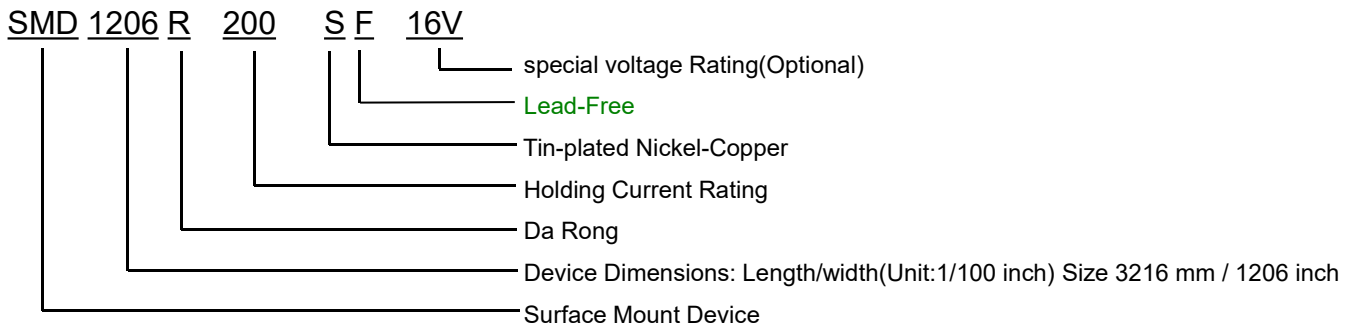 SMD 1206 R 200 S F 16V
special voltage Rating(Optional)
Lead-Free
Tin-plated Nickel-Copper
Holding Current Rating
Da Rong
Device Dimensions: Length/width(Unit:1/100 inch) Size 3216 mm / 1206 inch
Surface Mount Device